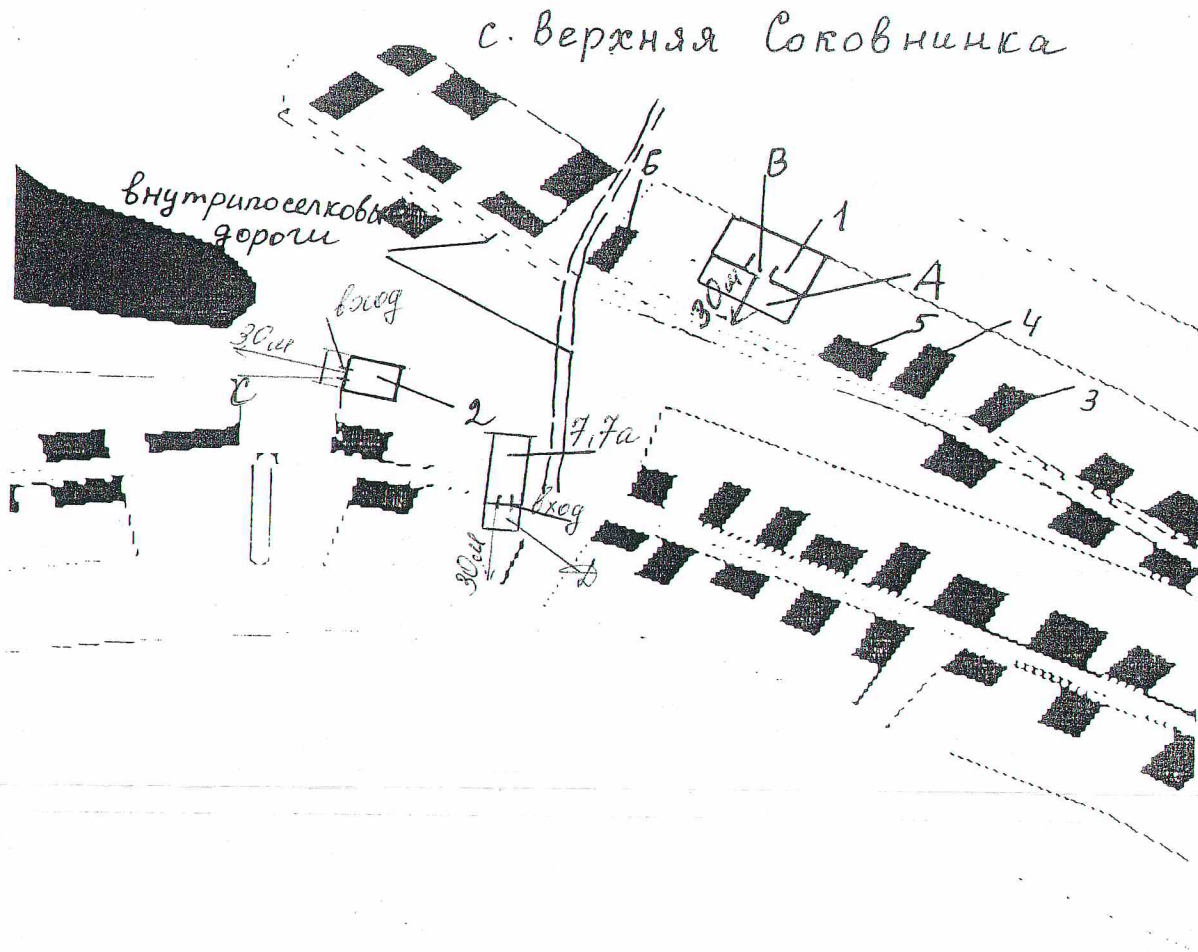 с. Верхняя Соковнинка
Б
В
1
внутрипоселковые
дороги
А
30м
вход
30м
5
4
3
С
2
7,7а
вход
30м
Д